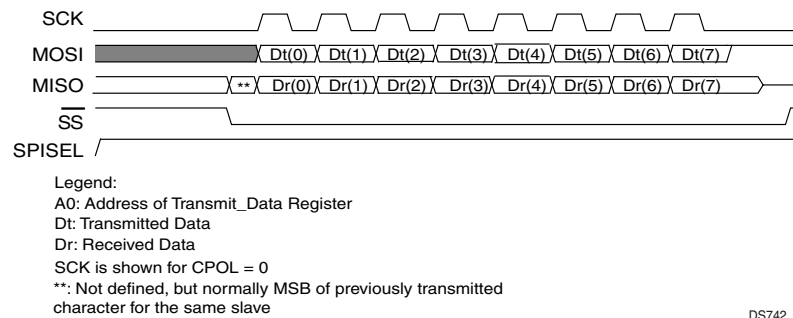 SCK
MOSI Dt(0) Dt(1) Dt(2) Dt(3) Dt(4) Dt(5) Dt(6) Dt(7)
MISO ** Dr(0) Dr(1) Dr(2) Dr(3) Dr(4) Dr(5) Dr(6) Dr(7)
SS
SPISEL
Legend:
A0: Address of Transmit_Data Register
Dt: Transmitted Data
Dr: Received Data
SCK is shown for CPOL = 0
**: Not defined, but normally MSB of previously transmitted
character for the same slave
DS742